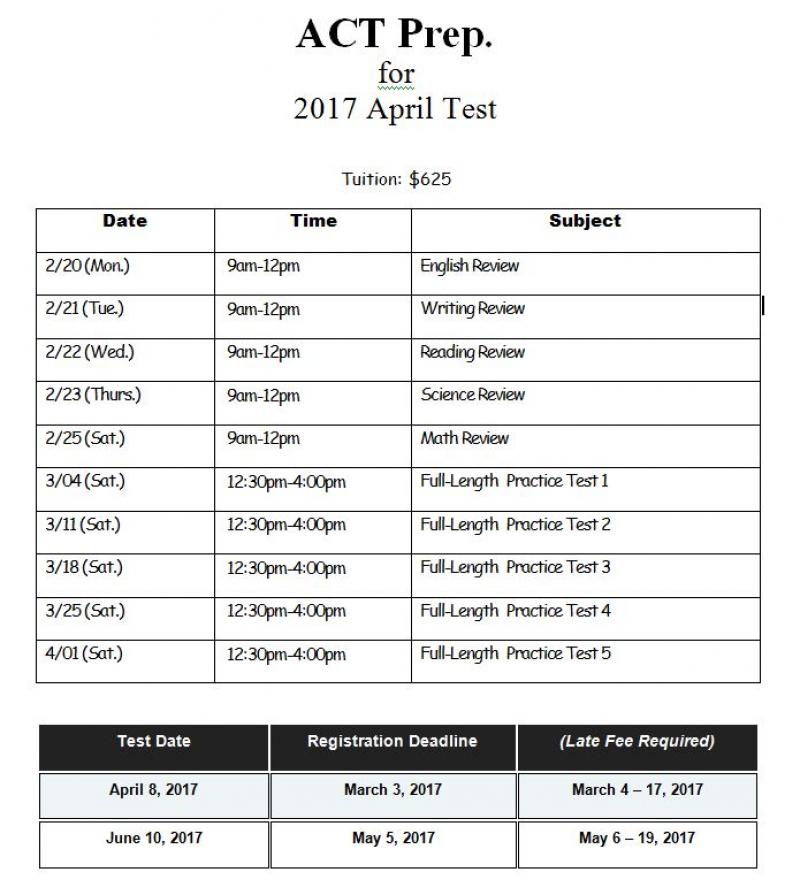 ACT Prep.
for
2017 April Test
Tuition: $625
Date Time Subject
2/20 (Mon.) 9am-12pm English Review
2/21 (Tue.) 9am-12pm Writing Review
2/22 (Wed.) 9am-12pm Reading Review
2/23 (Thurs.) 9am-12pm Science Review
2/25 (Sat.) 9am-12pm Math Review
3/04 (Sat.) 12:30pm-4:00pm Full-Length Practice Test 1
3/11 (Sat.) 12:30pm-4:00pm Full-Length Practice Test 2
3/18 (Sat.) 12:30pm-4:00pm Full-Length Practice Test 3
3/25 (Sat.) 12:30pm-4:00pm Full-Length Practice Test 4
4/01 (Sat.) 12:30pm-4:00pm Full-Length Practice Test 5
Test Date Registration Deadline (Late Fee Required)
April 8, 2017 March 3, 2017 March 4 – 17, 2017
June 10, 2017 May 5, 2017 May 6 – 19, 2017